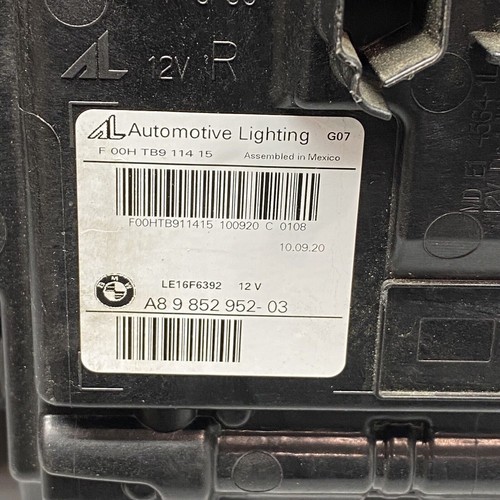 AL 12V R
AL Automotive Lighting G07
F 00H TB9 114 15 Assembled in Mexico
F00HTB911415 100920 C 0108
10.09.20
LE16F6392 12 V
BMW
A8 9 852 952-03